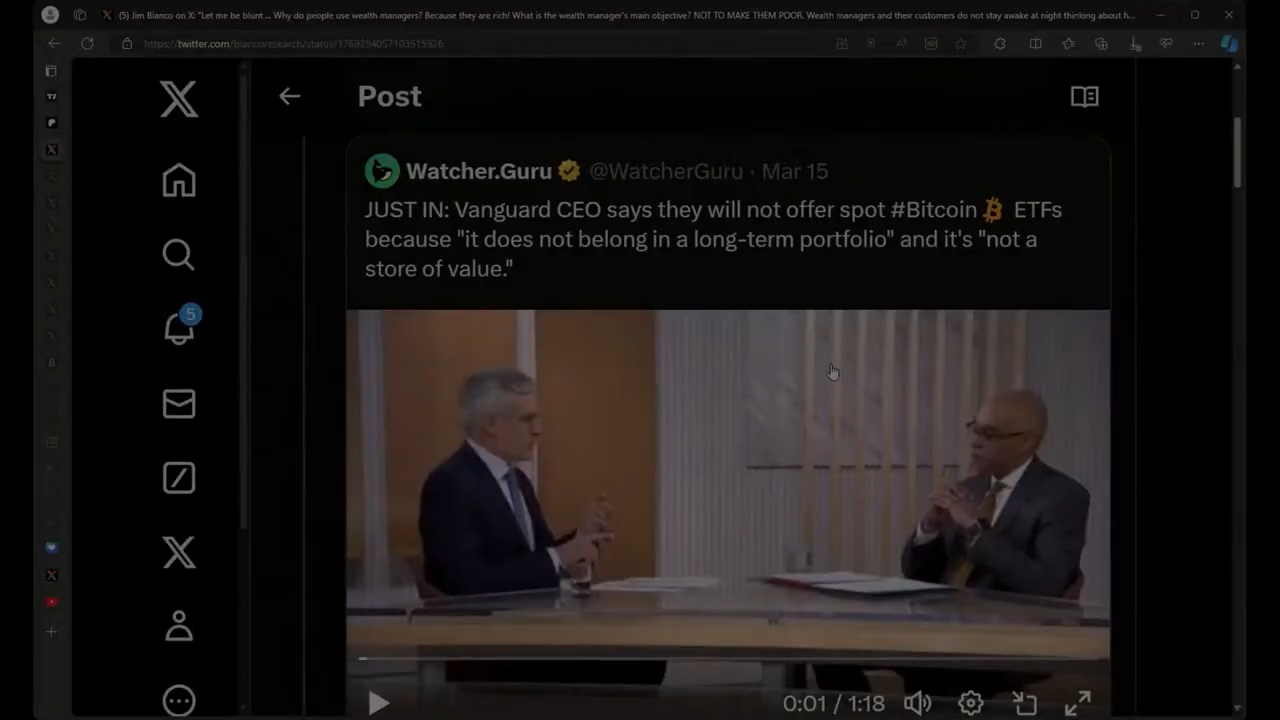 (5) Jim Bianco on X: "Let me be blunt ... Why do people use wealth managers? Because they are rich! What is the wealth manager's main objective? NOT TO MAKE THEM POOR. Wealth managers and their customers do not stay awake at night thinking about h...
Post
Watcher.Guru @WatcherGuru · Mar 15
JUST IN: Vanguard CEO says they will not offer spot #Bitcoin ETFs
because "it does not belong in a long-term portfolio" and it's "not a
store of value."
5
0:01 / 1:18